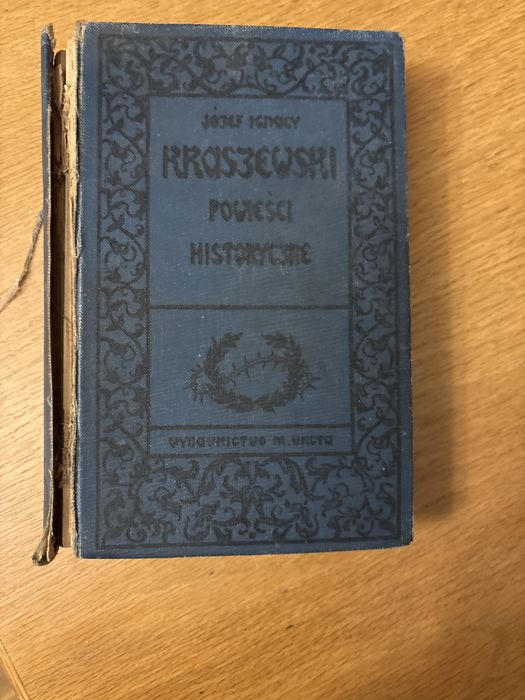 JÓZEF IGNACY
KRASZEWSKI
POWIEŚCI
HISTORYCZNE
WYDAWNICTWO M. ARCTA